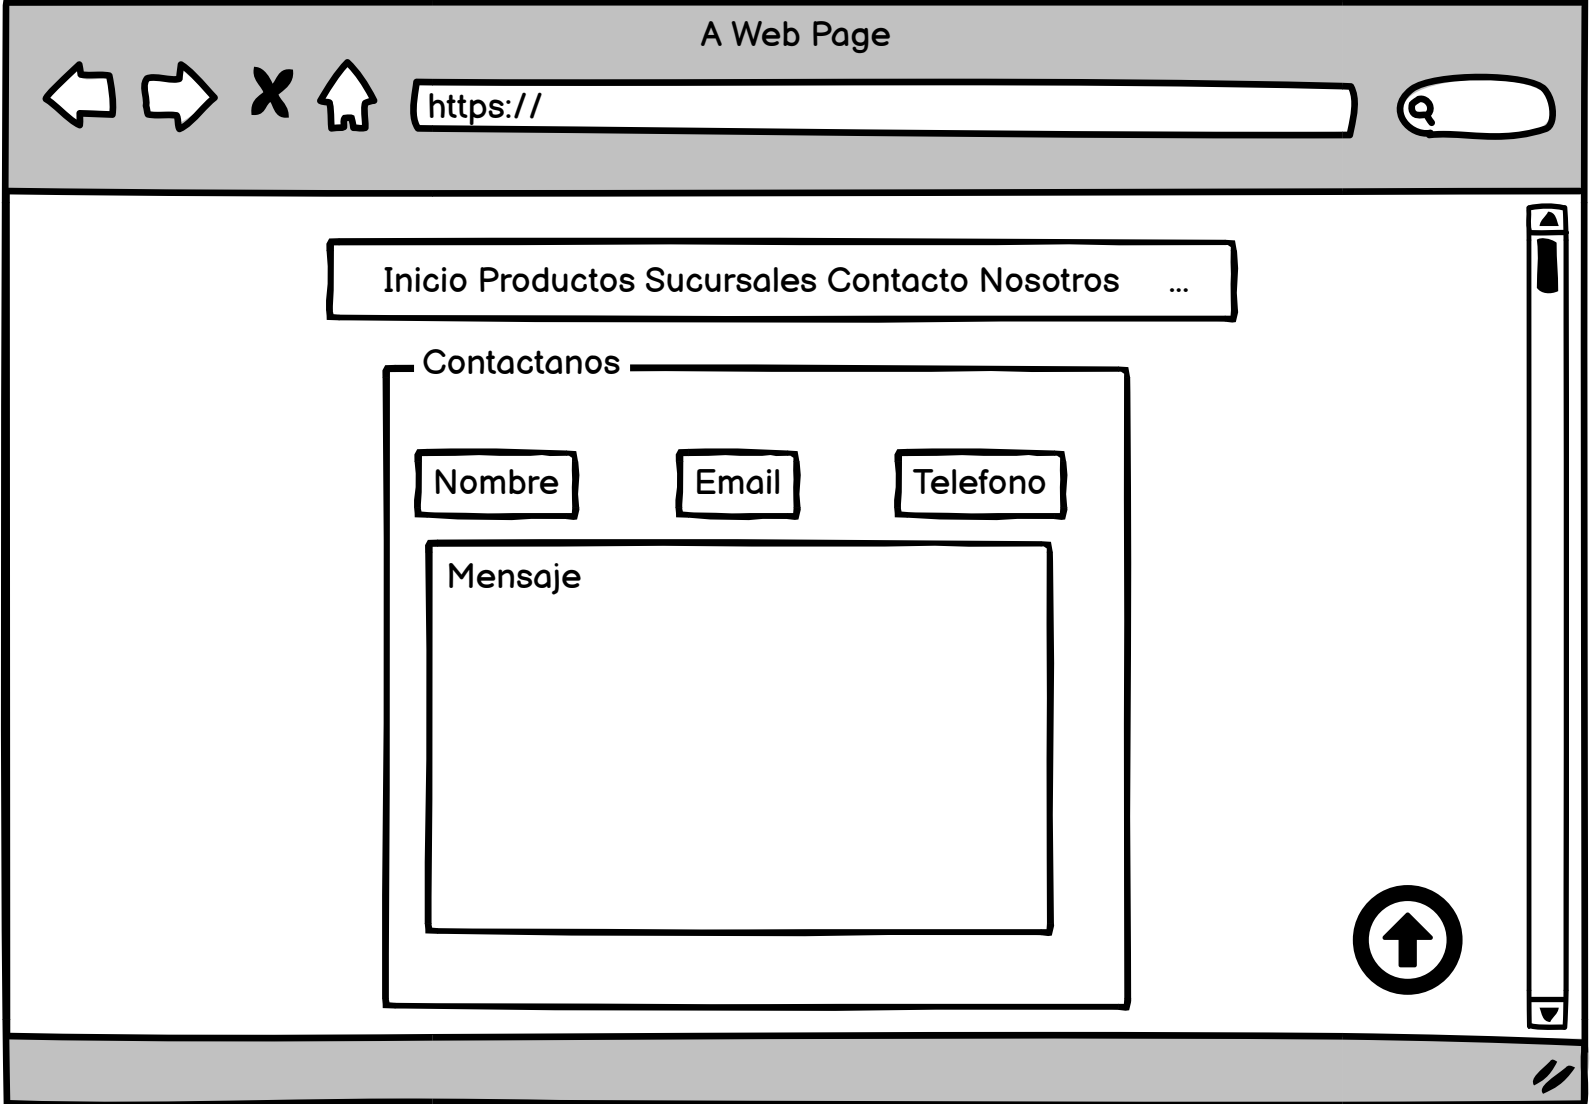 A Web Page
https://
Inicio Productos Sucursales Contacto Nosotros ...
Contactanos
Nombre Email Telefono
Mensaje